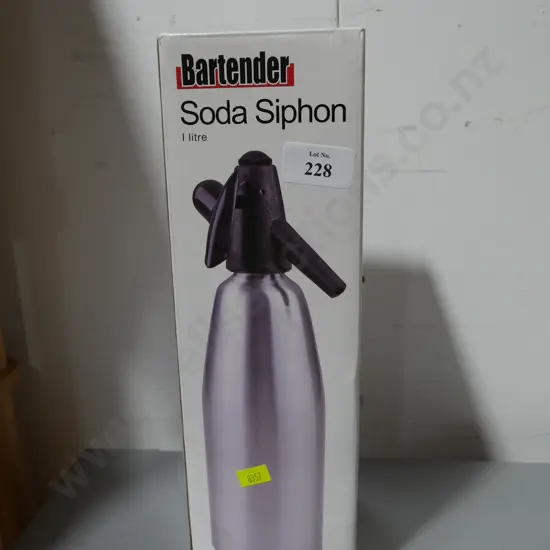 Bartender
Soda Siphon
1 litre
Lot No.
228